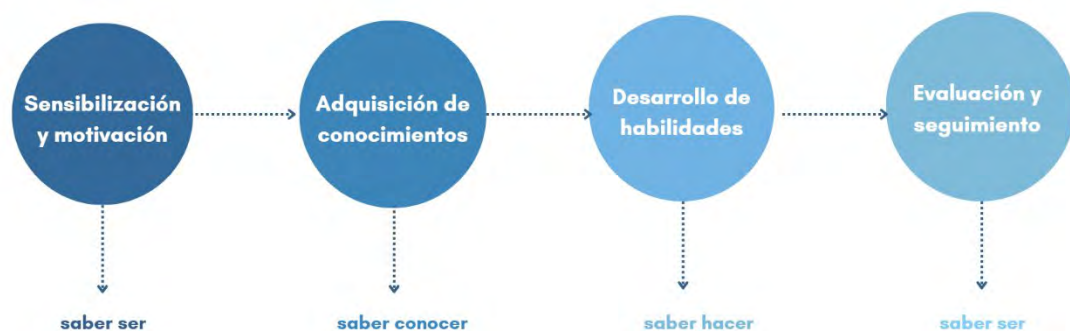 Sensibilización
y motivación
Adquisición de
conocimientos
Desarrollo de
habilidades
Evaluación y
seguimiento
saber ser
saber conocer
saber hacer
saber ser